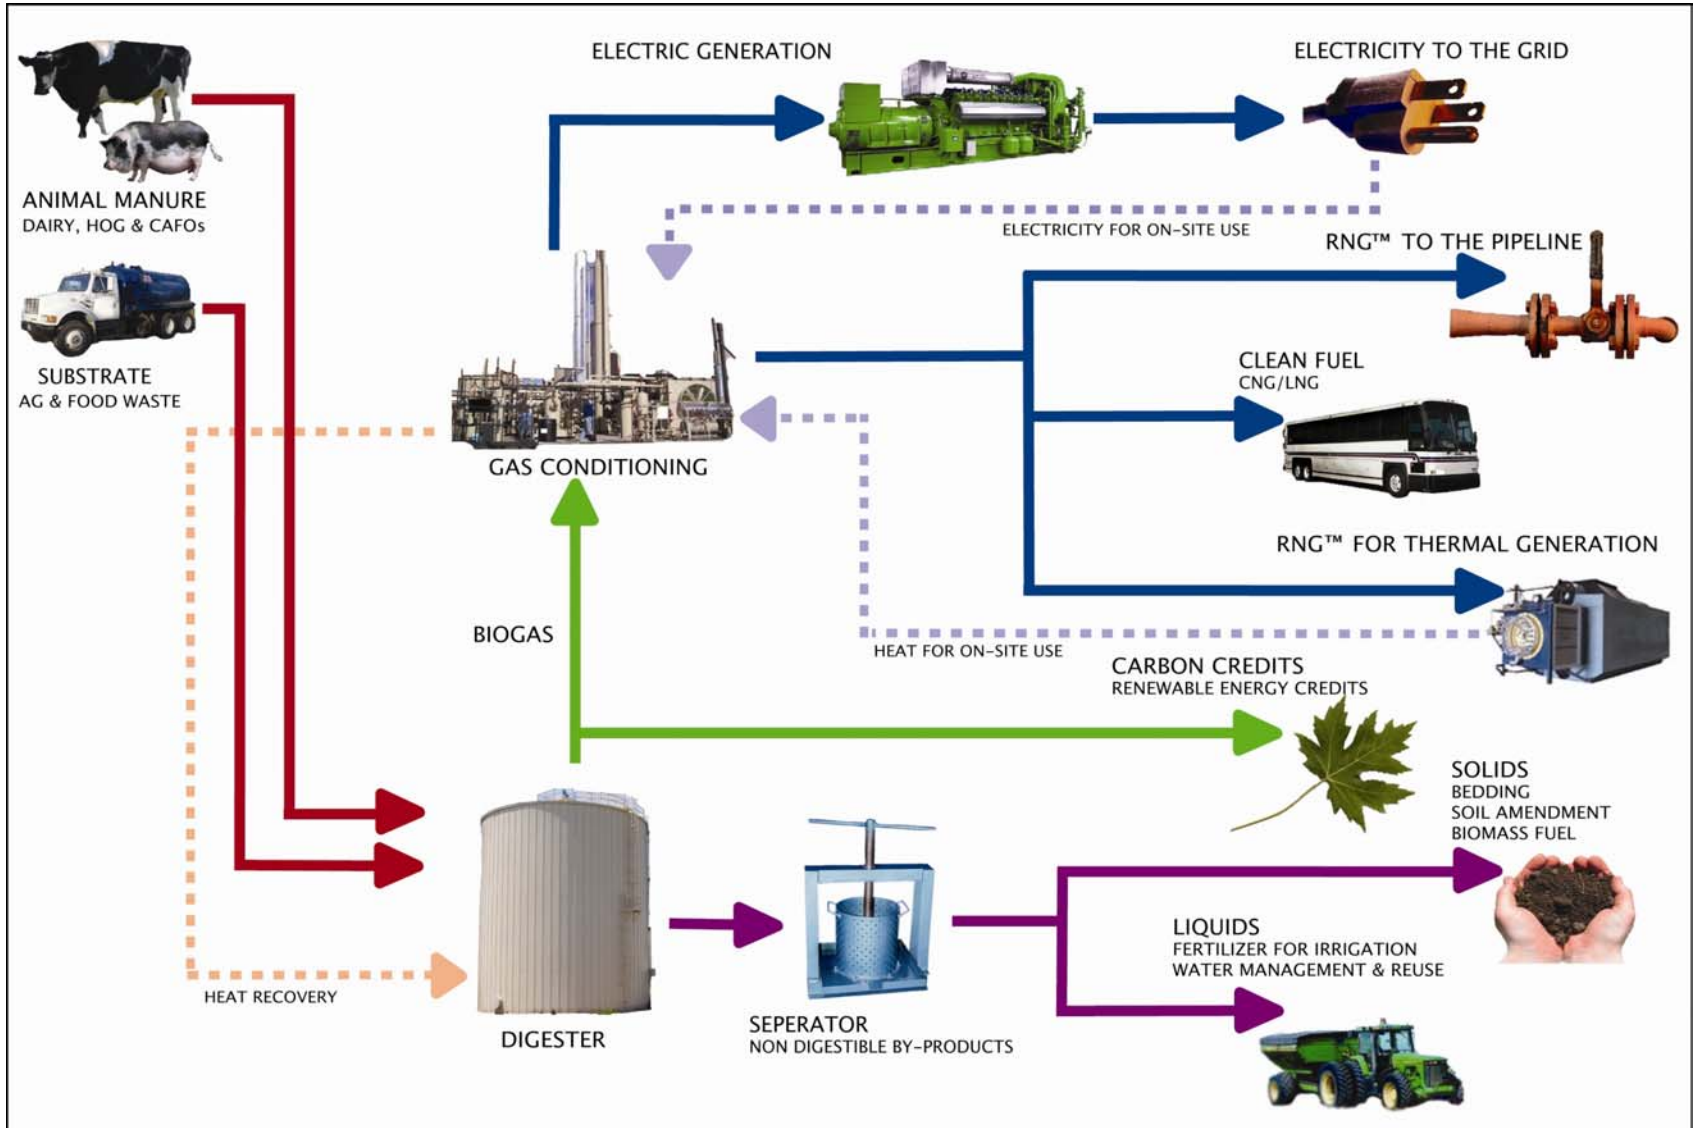 ELECTRIC GENERATION
ELECTRICITY TO THE GRID
ANIMAL MANURE
DAIRY, HOG & CAFOs
ELECTRICITY FOR ON-SITE USE
RNG™ TO THE PIPELINE
SUBSTRATE
AG & FOOD WASTE
CLEAN FUEL
CNG/LNG
GAS CONDITIONING
RNG™ FOR THERMAL GENERATION
BIOGAS
HEAT FOR ON-SITE USE
CARBON CREDITS
RENEWABLE ENERGY CREDITS
SOLIDS
BEDDING
SOIL AMENDMENT
BIOMASS FUEL
LIQUIDS
FERTILIZER FOR IRRIGATION
WATER MANAGEMENT & REUSE
HEAT RECOVERY
DIGESTER
SEPERATOR
NON DIGESTIBLE BY-PRODUCTS